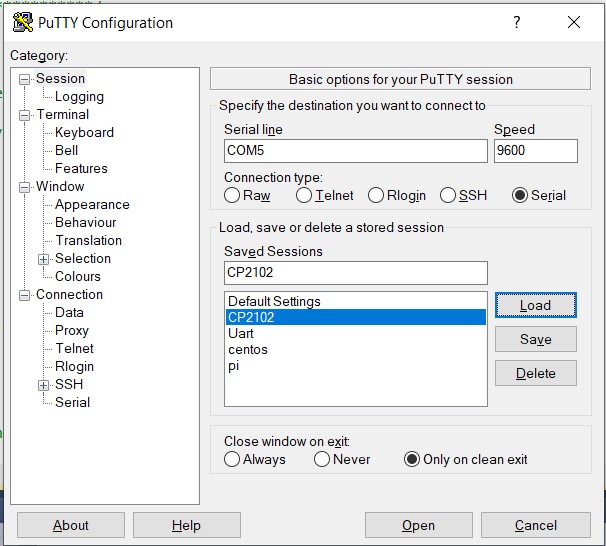 PuTTY Configuration
?
Category:
Session
Logging
Terminal
Keyboard
Bell
Features
Window
Appearance
Behaviour
Translation
Selection
Colours
Connection
Data
Proxy
Telnet
Rlogin
SSH
Serial
Basic options for your PuTTY session
Specify the destination you want to connect to
Serial line
Speed
COM5
9600
Connection type:
Raw
Telnet
Rlogin
SSH
Serial
Load, save or delete a stored session
Saved Sessions
CP2102
Default Settings
CP2102
Uart
centos
pi
Load
Save
Delete
Close window on exit:
Always
Never
Only on clean exit
About
Help
Open
Cancel